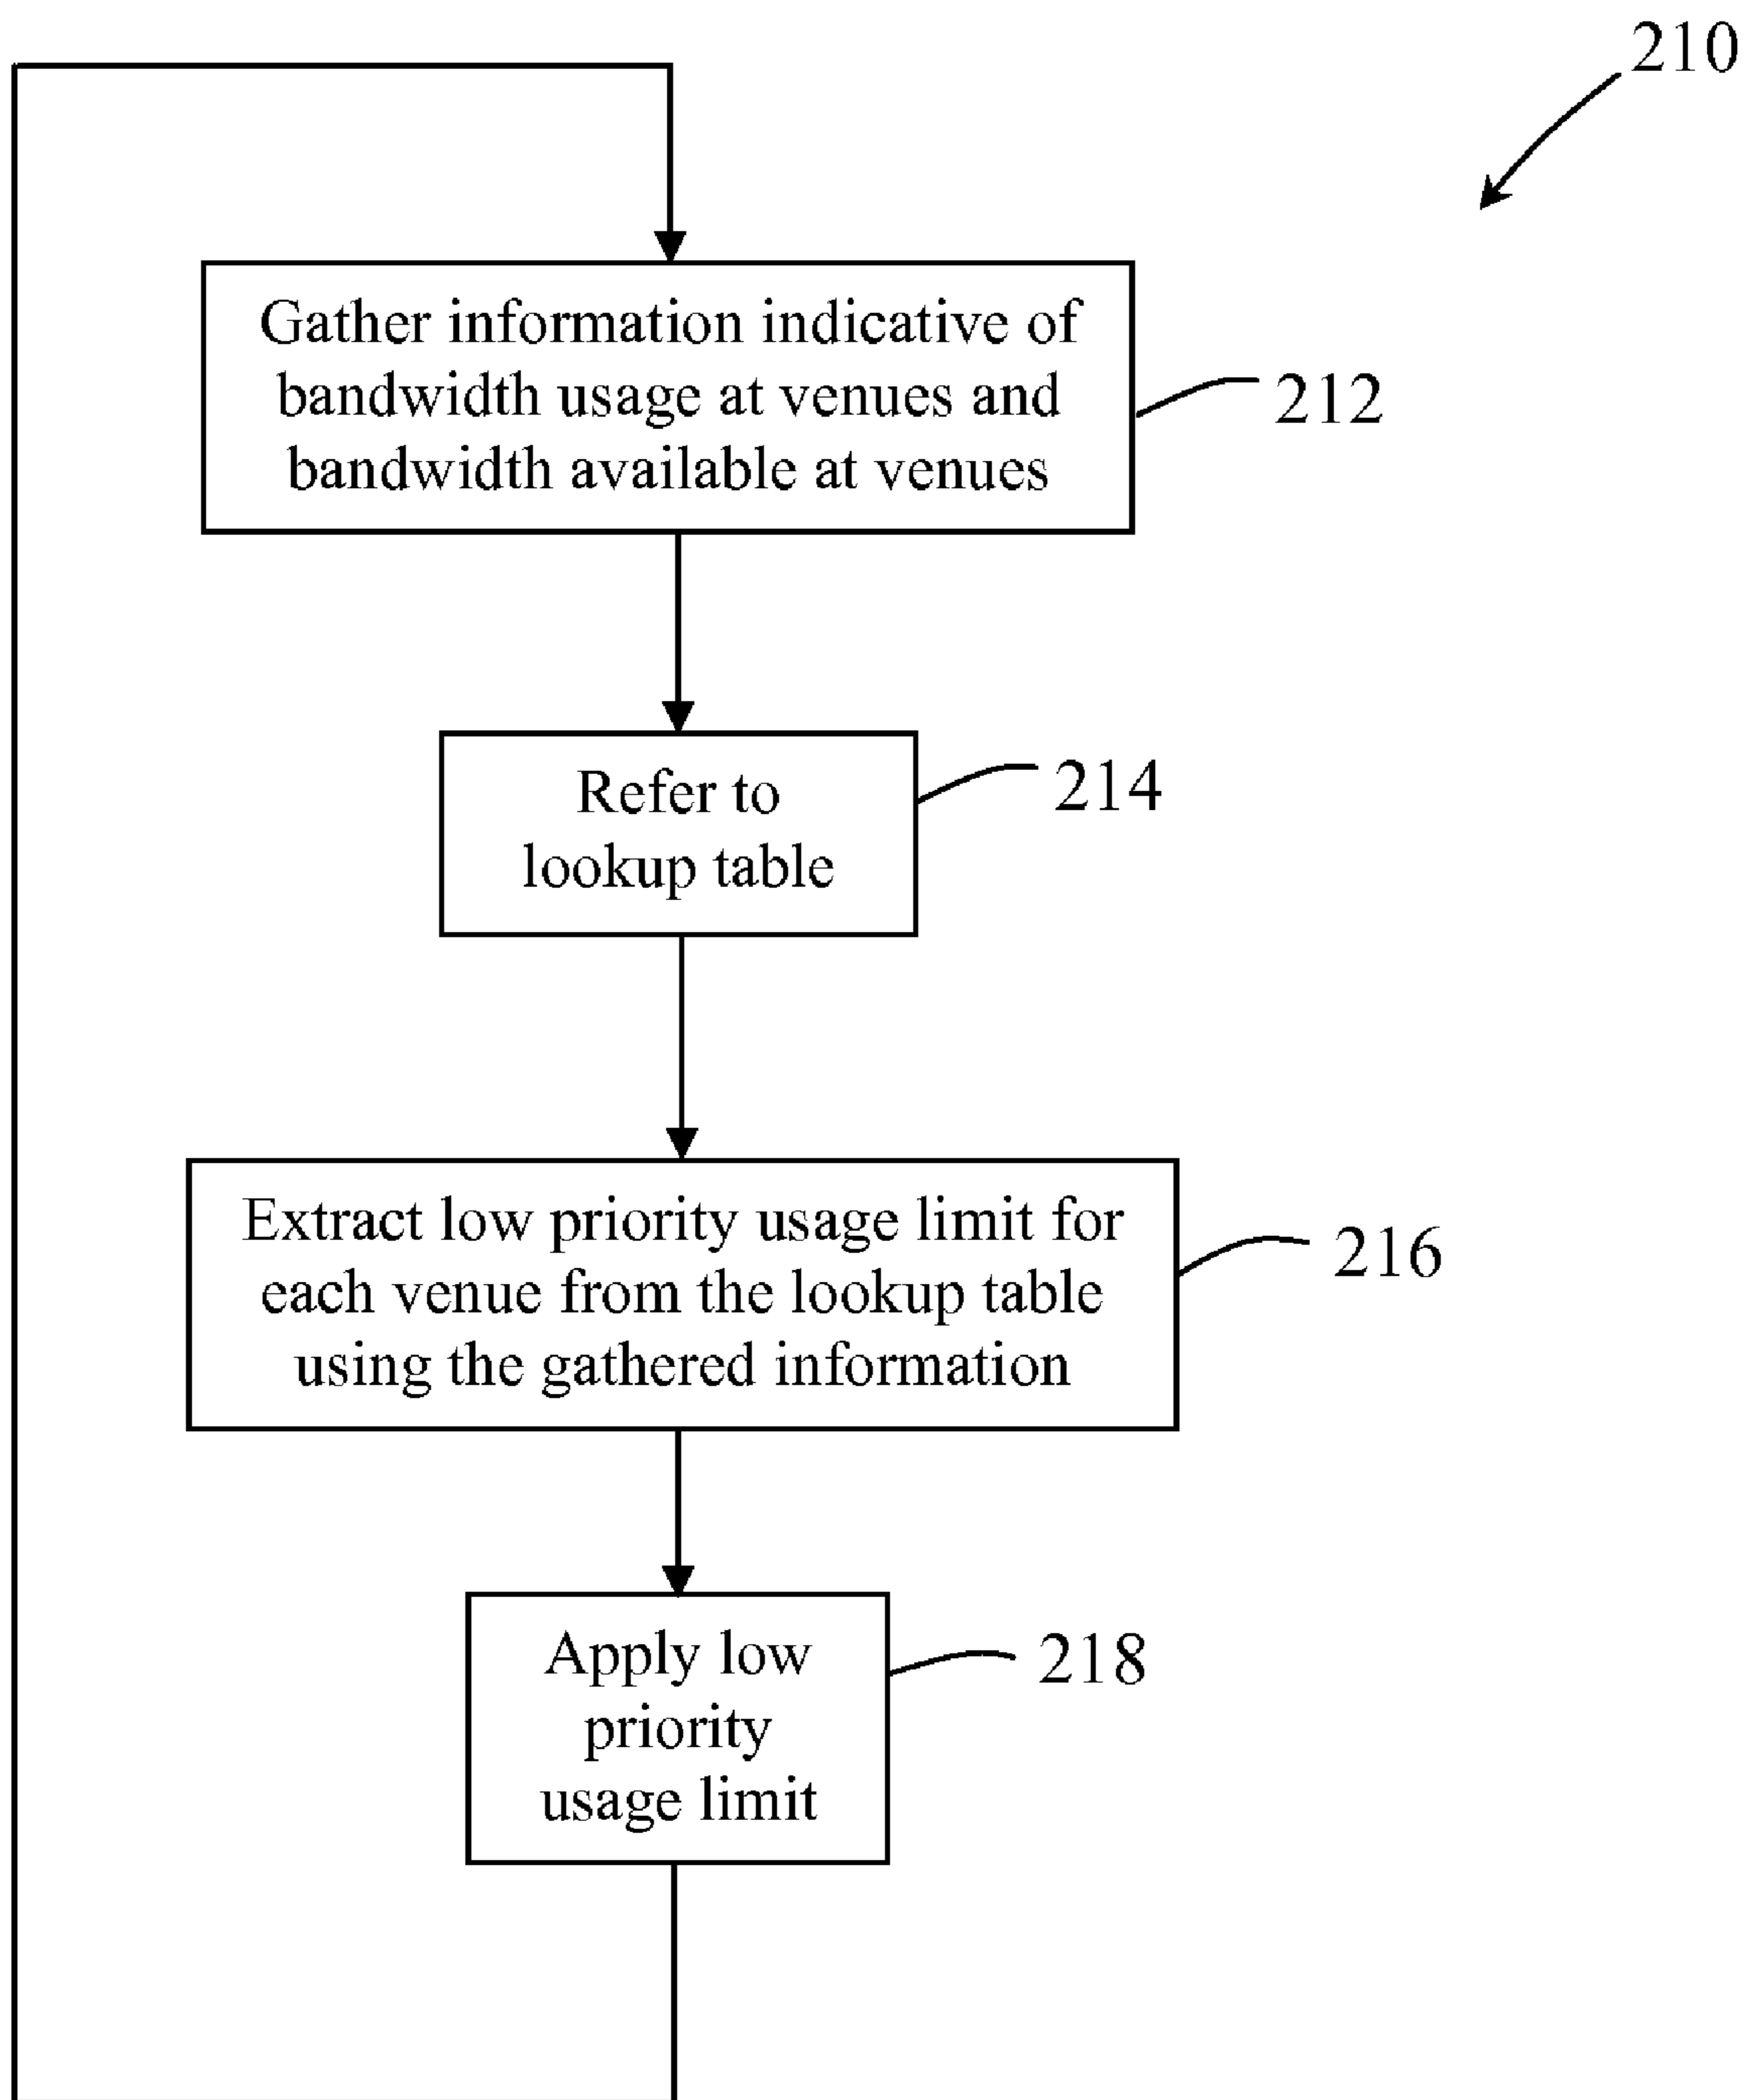 210
Gather information indicative of
bandwidth usage at venues and
bandwidth available at venues
212
Refer to
lookup table
214
Extract low priority usage limit for
each venue from the lookup table
using the gathered information
216
Apply low
priority
usage limit
218